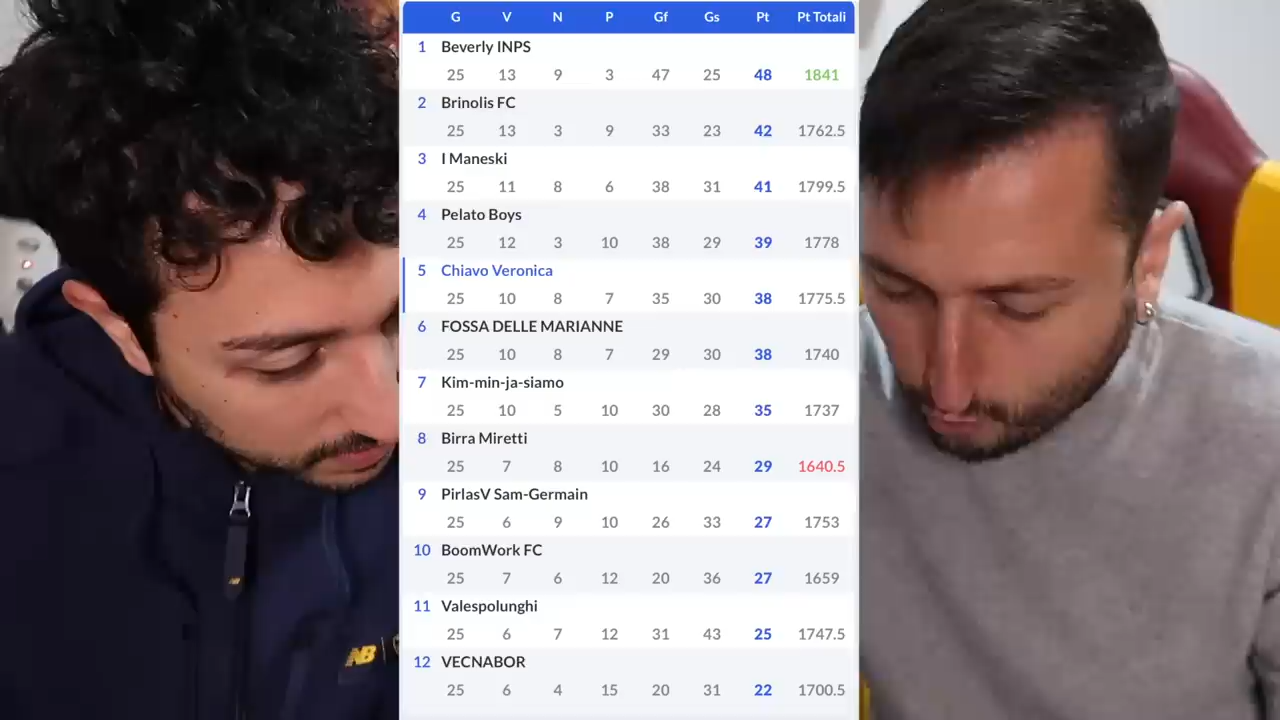 G V N P Gf Gs Pt Pt Totali
1 Beverly INPS
25 13 9 3 47 25 48 1841
2 Brinolis FC
25 13 3 9 33 23 42 1762.5
3 I Maneski
25 11 8 6 38 31 41 1799.5
4 Pelato Boys
25 12 3 10 38 29 39 1778
5 Chiavo Veronica
25 10 8 7 35 30 38 1775.5
6 FOSSA DELLE MARIANNE
25 10 8 7 29 30 38 1740
7 Kim-min-ja-siamo
25 10 5 10 30 28 35 1737
8 Birra Miretti
25 7 8 10 16 24 29 1640.5
9 PirlasV Sam-Germain
25 6 9 10 26 33 27 1753
10 BoomWork FC
25 7 6 12 20 36 27 1659
11 Valespolunghi
25 6 7 12 31 43 25 1747.5
12 VECNABOR
25 6 4 15 20 31 22 1700.5
NB